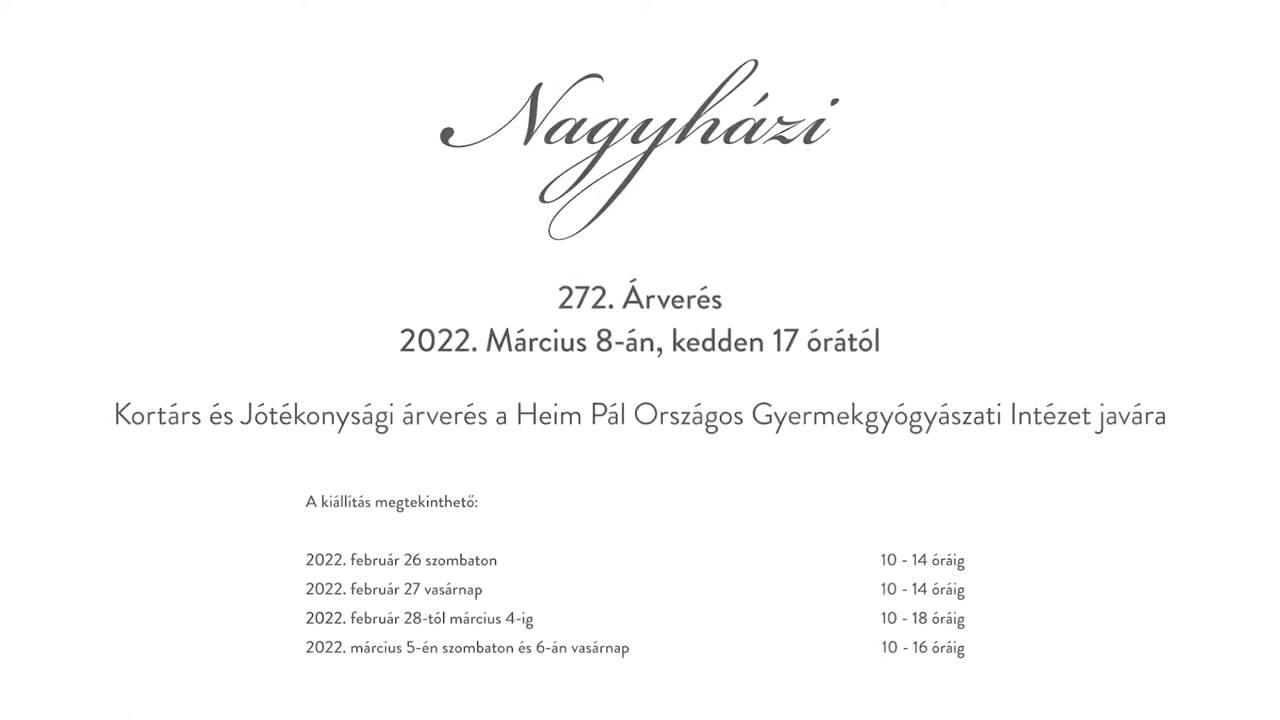 Nagyházi
272. Árverés
2022. Március 8-án, kedden 17 órától
Kortárs és Jótékonysági árverés a Heim Pál Országos Gyermekgyógyászati Intézet javára
A kiállítás megtekinthető:
2022. február 26 szombaton 10 - 14 óráig
2022. február 27 vasárnap 10 - 14 óráig
2022. február 28-tól március 4-ig 10 - 18 óráig
2022. március 5-én szombaton és 6-án vasárnap 10 - 16 óráig